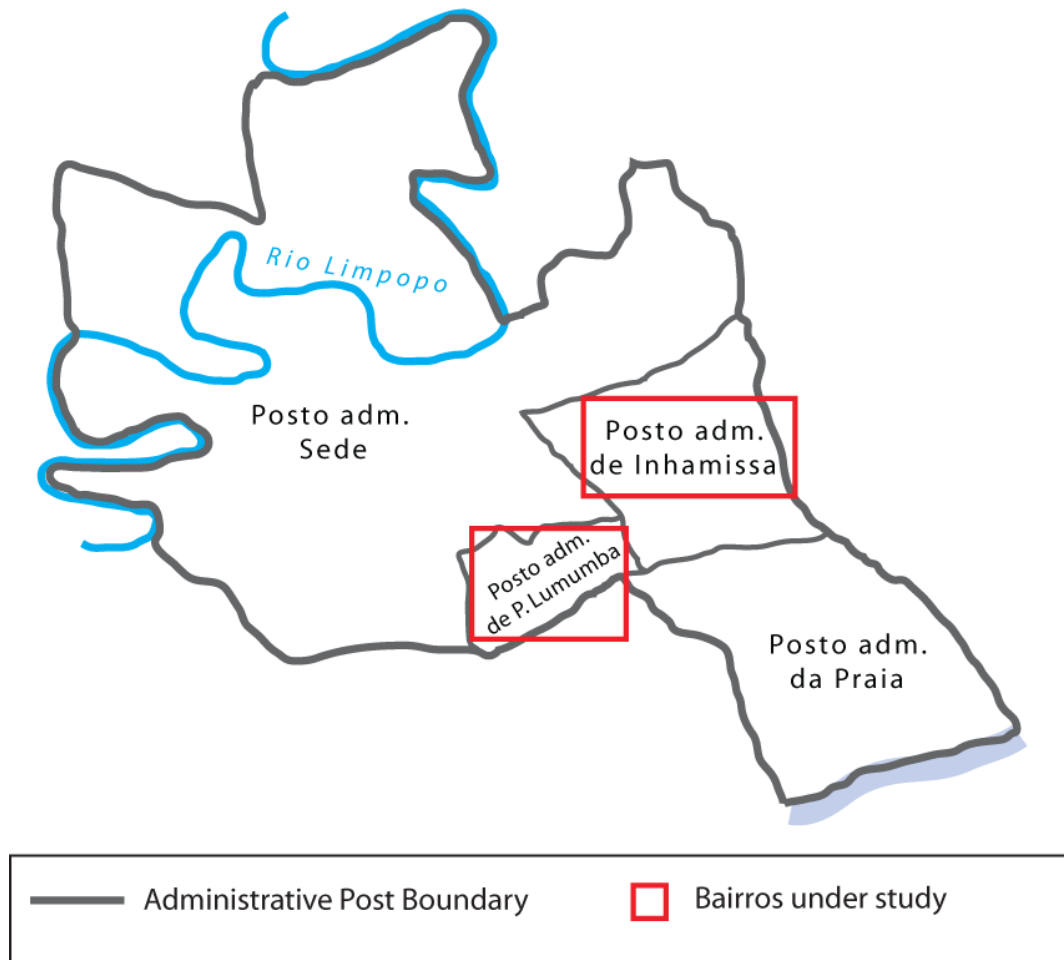 Rio Limpopo
Posto adm.
Sede
Posto adm.
de Inhamissa
Posto adm.
de P. Lumumba
Posto adm.
da Praia
Administrative Post Boundary
Bairros under study